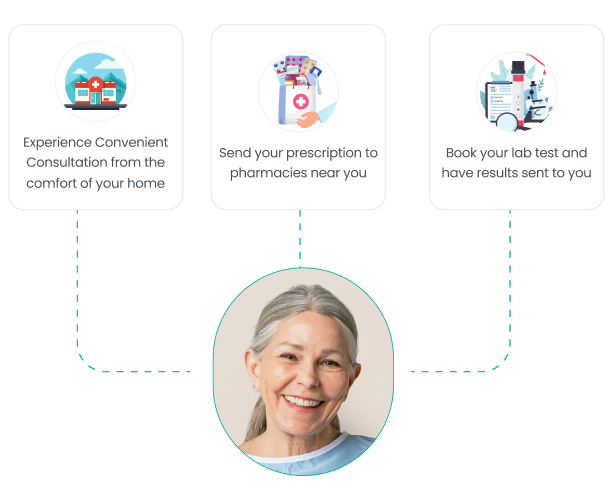 Experience Convenient
Consultation from the
comfort of your home
Send your prescription to
pharmacies near you
Book your lab test and
have results sent to you